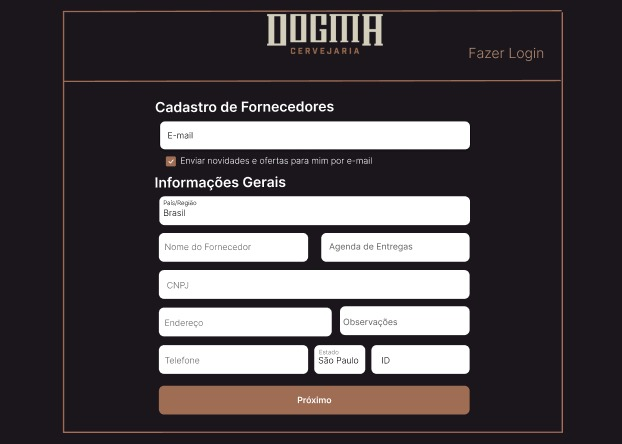 DOGMA
CERVEJARIA
Fazer Login
Cadastro de Fornecedores
E-mail
Enviar novidades e ofertas para mim por e-mail
Informações Gerais
País/Região
Brasil
Nome do Fornecedor
Agenda de Entregas
CNPJ
Endereço
Observações
Telefone
Estado
São Paulo
ID
Próximo